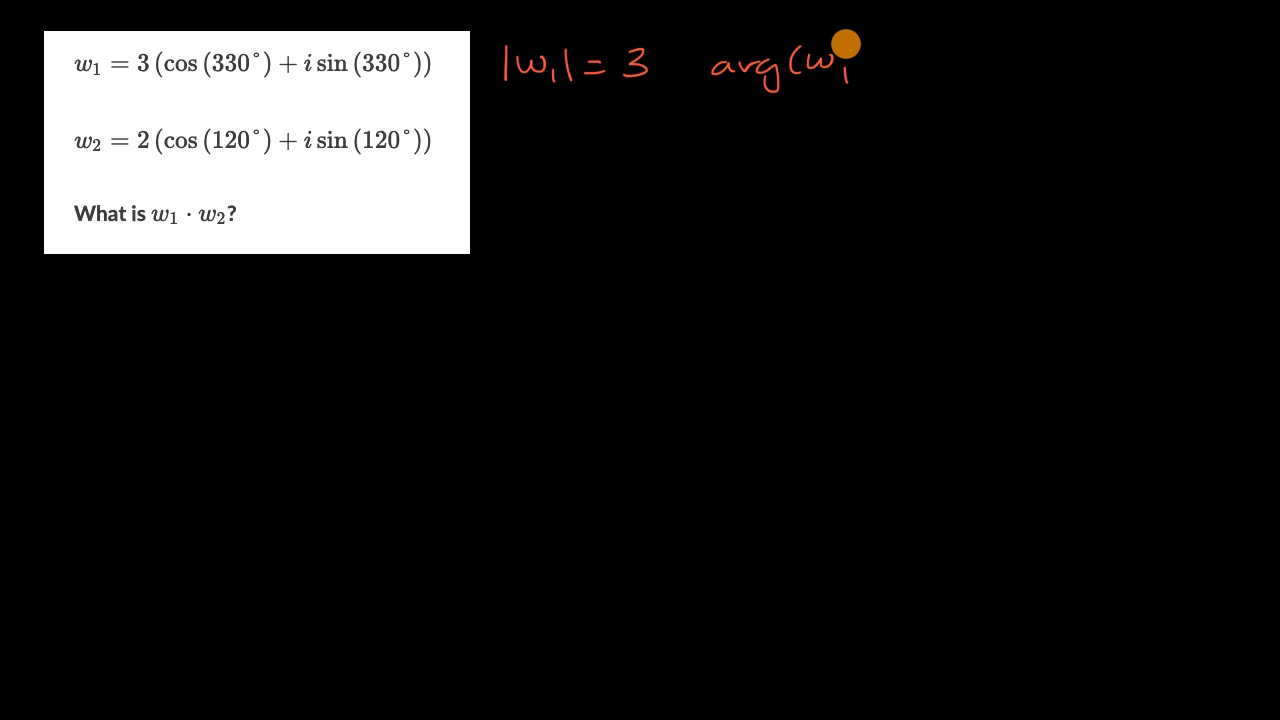 w₁ = 3 (cos (330°) + i sin (330°))
|w₁| = 3 arg(w₁
w₂ = 2 (cos (120°) + i sin (120°))
What is w₁ · w₂?